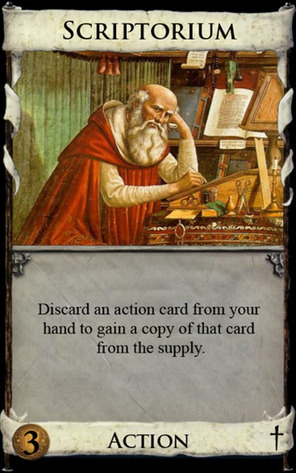 SCRIPTORIUM
Discard an action card from your
hand to gain a copy of that card
from the supply.
3
ACTION
†